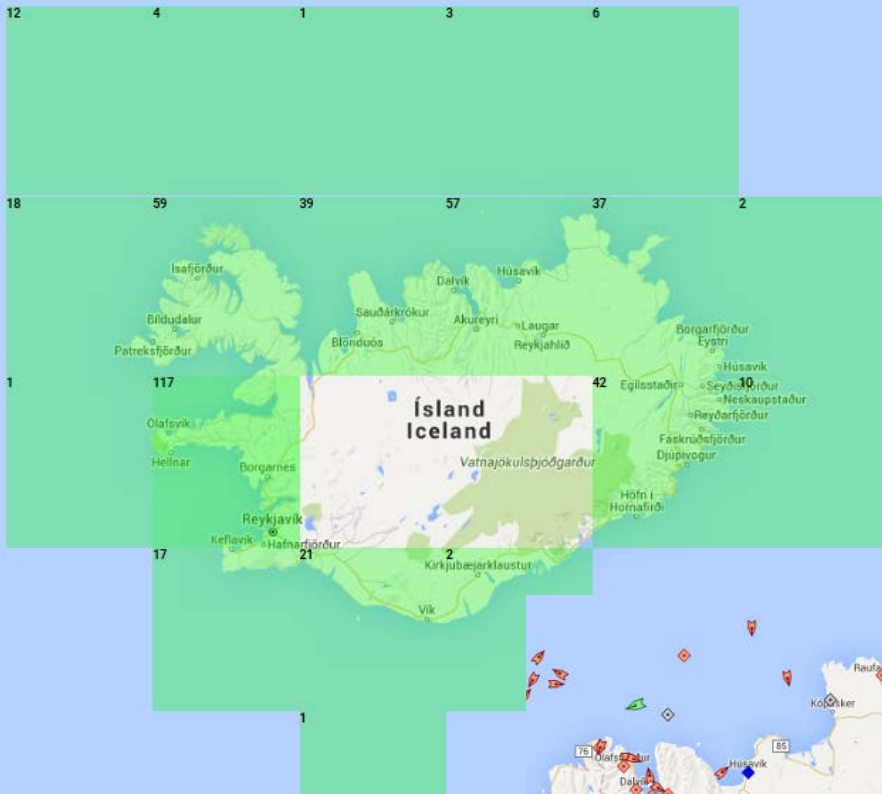 12 4 1 3 6
18 59 39 57 37 2
Ísafjörður
Húsavík
Dalvík
Bíldudalur
Sauðárkrókur
Akureyri
Laugar
Borgarfjörður
Eystri
Blönduós
Reykjahlíð
Patreksfjörður
Húsavík
1 117 42 10
Egilsstaðir
Seyðisfjörður
Ísland
Iceland
Neskaupstaður
Ólafsvík
Reyðarfjörður
Fáskrúðsfjörður
Hellnar
Borgarnes
Vatnajökulsþjóðgarður
Djúpivogur
Höfn í
Hornafirði
Reykjavík
Keflavík
Hafnarfjörður
17 21 2
Kirkjubæjarklaustur
Vík
Raufa
Kópasker
1
76
85
Húsavík
Dalvík